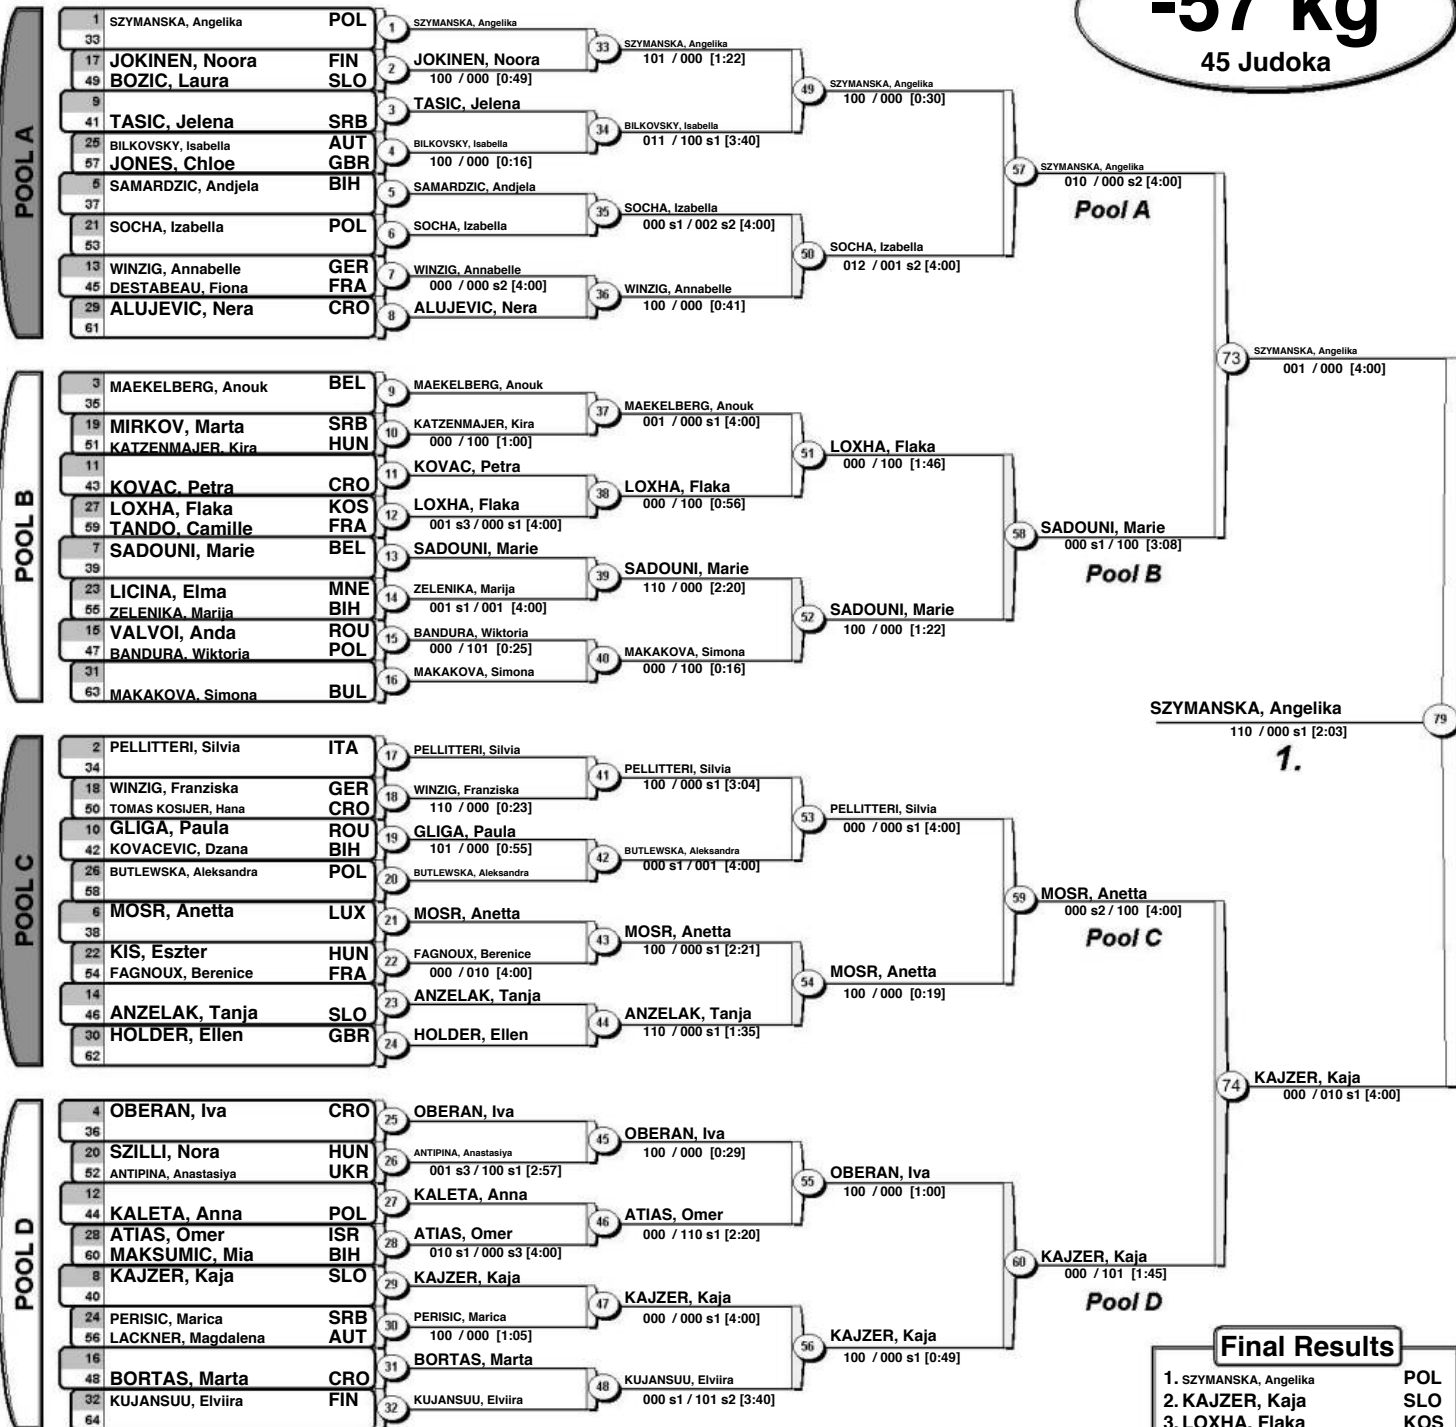 -57 kg
45 Judoka
POOL A
1 SZYMANSKA, Angelika POL
33
17 JOKINEN, Noora FIN
49 BOZIC, Laura SLO
9
41 TASIC, Jelena SRB
25 BILKOVSKY, Isabella AUT
57 JONES, Chloe GBR
5 SAMARDZIC, Andjela BIH
37
21 SOCHA, Izabella POL
53
13 WINZIG, Annabelle GER
45 DESTABEAU, Fiona FRA
29 ALUJEVIC, Nera CRO
61
1 SZYMANSKA, Angelika
2 JOKINEN, Noora
100 / 000 [0:49]
3 TASIC, Jelena
4 BILKOVSKY, Isabella
100 / 000 [0:16]
5 SAMARDZIC, Andjela
6 SOCHA, Izabella
7 WINZIG, Annabelle
000 / 000 s2 [4:00]
8 ALUJEVIC, Nera
33 SZYMANSKA, Angelika
101 / 000 [1:22]
34 BILKOVSKY, Isabella
011 / 100 s1 [3:40]
35 SOCHA, Izabella
000 s1 / 002 s2 [4:00]
36 WINZIG, Annabelle
100 / 000 [0:41]
49 SZYMANSKA, Angelika
100 / 000 [0:30]
50 SOCHA, Izabella
012 / 001 s2 [4:00]
57 SZYMANSKA, Angelika
010 / 000 s2 [4:00]
Pool A
POOL B
3 MAEKELBERG, Anouk BEL
35
19 MIRKOV, Marta SRB
51 KATZENMAJER, Kira HUN
11
43 KOVAC, Petra CRO
27 LOXHA, Flaka KOS
59 TANDO, Camille FRA
7 SADOUNI, Marie BEL
39
23 LICINA, Elma MNE
55 ZELENIKA, Marija BIH
15 VALVOI, Anda ROU
47 BANDURA, Wiktoria POL
31
63 MAKAKOVA, Simona BUL
9 MAEKELBERG, Anouk
10 KATZENMAJER, Kira
000 / 100 [1:00]
11 KOVAC, Petra
12 LOXHA, Flaka
001 s3 / 000 s1 [4:00]
13 SADOUNI, Marie
14 ZELENIKA, Marija
001 s1 / 001 [4:00]
15 BANDURA, Wiktoria
000 / 101 [0:25]
16 MAKAKOVA, Simona
37 MAEKELBERG, Anouk
001 / 000 s1 [4:00]
38 LOXHA, Flaka
000 / 100 [0:56]
39 SADOUNI, Marie
110 / 000 [2:20]
40 MAKAKOVA, Simona
000 / 100 [0:16]
51 LOXHA, Flaka
000 / 100 [1:46]
52 SADOUNI, Marie
100 / 000 [1:22]
58 SADOUNI, Marie
000 s1 / 100 [3:08]
Pool B
73 SZYMANSKA, Angelika
001 / 000 [4:00]
SZYMANSKA, Angelika 79
110 / 000 s1 [2:03]
1.
POOL C
2 PELLITTERI, Silvia ITA
34
18 WINZIG, Franziska GER
50 TOMAS KOSIJER, Hana CRO
10 GLIGA, Paula ROU
42 KOVACEVIC, Dzana BIH
26 BUTLEWSKA, Aleksandra POL
58
6 MOSR, Anetta LUX
38
22 KIS, Eszter HUN
54 FAGNOUX, Berenice FRA
14
46 ANZELAK, Tanja SLO
30 HOLDER, Ellen GBR
62
17 PELLITTERI, Silvia
18 WINZIG, Franziska
110 / 000 [0:23]
19 GLIGA, Paula
101 / 000 [0:55]
20 BUTLEWSKA, Aleksandra
21 MOSR, Anetta
22 FAGNOUX, Berenice
000 / 010 [4:00]
23 ANZELAK, Tanja
24 HOLDER, Ellen
41 PELLITTERI, Silvia
100 / 000 s1 [3:04]
42 BUTLEWSKA, Aleksandra
000 s1 / 001 [4:00]
43 MOSR, Anetta
100 / 000 s1 [2:21]
44 ANZELAK, Tanja
110 / 000 s1 [1:35]
53 PELLITTERI, Silvia
000 / 000 s1 [4:00]
54 MOSR, Anetta
100 / 000 [0:19]
59 MOSR, Anetta
000 s2 / 100 [4:00]
Pool C
POOL D
4 OBERAN, Iva CRO
36
20 SZILLI, Nora HUN
52 ANTIPINA, Anastasiya UKR
12
44 KALETA, Anna POL
28 ATIAS, Omer ISR
60 MAKSUMIC, Mia BIH
8 KAJZER, Kaja SLO
40
24 PERISIC, Marica SRB
56 LACKNER, Magdalena AUT
16
48 BORTAS, Marta CRO
32 KUJANSUU, Elviira FIN
64
25 OBERAN, Iva
26 ANTIPINA, Anastasiya
001 s3 / 100 s1 [2:57]
27 KALETA, Anna
28 ATIAS, Omer
010 s1 / 000 s3 [4:00]
29 KAJZER, Kaja
30 PERISIC, Marica
100 / 000 [1:05]
31 BORTAS, Marta
32 KUJANSUU, Elviira
45 OBERAN, Iva
100 / 000 [0:29]
46 ATIAS, Omer
000 / 110 s1 [2:20]
47 KAJZER, Kaja
000 / 000 s1 [4:00]
48 KUJANSUU, Elviira
000 s1 / 101 s2 [3:40]
55 OBERAN, Iva
100 / 000 [1:00]
56 KAJZER, Kaja
100 / 000 s1 [0:49]
60 KAJZER, Kaja
000 / 101 [1:45]
Pool D
74 KAJZER, Kaja
000 / 010 s1 [4:00]
Final Results
1. SZYMANSKA, Angelika POL
2. KAJZER, Kaja SLO
3. LOXHA, Flaka KOS